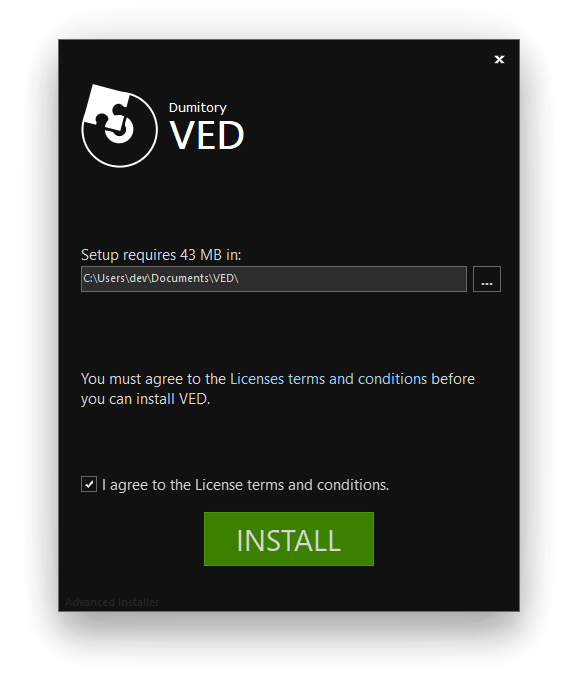 x
Dumitory
VED
Setup requires 43 MB in:
C:\Users\dev\Documents\VED\
...
You must agree to the Licenses terms and conditions before
you can install VED.
I agree to the License terms and conditions.
INSTALL
Advanced Installer